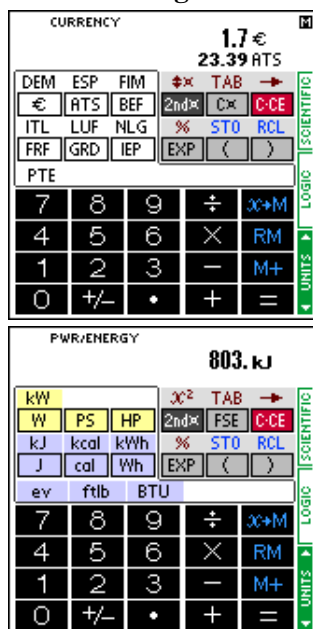 CURRENCY M
1.7 €
23.39 ATS
DEM ESP FIM $× TAB →
€ ATS BEF 2nd× C× C·CE
ITL LUF NLG % STO RCL
FRF GRD IEP EXP ( )
PTE
7 8 9 ÷ x→M
4 5 6 × RM
1 2 3 − M+
0 +/− • + =
SCIENTIFIC
LOGIC
UNITS
PWR/ENERGY
803. kJ
kW x² TAB →
W PS HP 2nd× FSE C·CE
kJ kcal kWh % STO RCL
J cal Wh EXP ( )
ev ftlb BTU
7 8 9 ÷ x→M
4 5 6 × RM
1 2 3 − M+
0 +/− • + =
SCIENTIFIC
LOGIC
UNITS